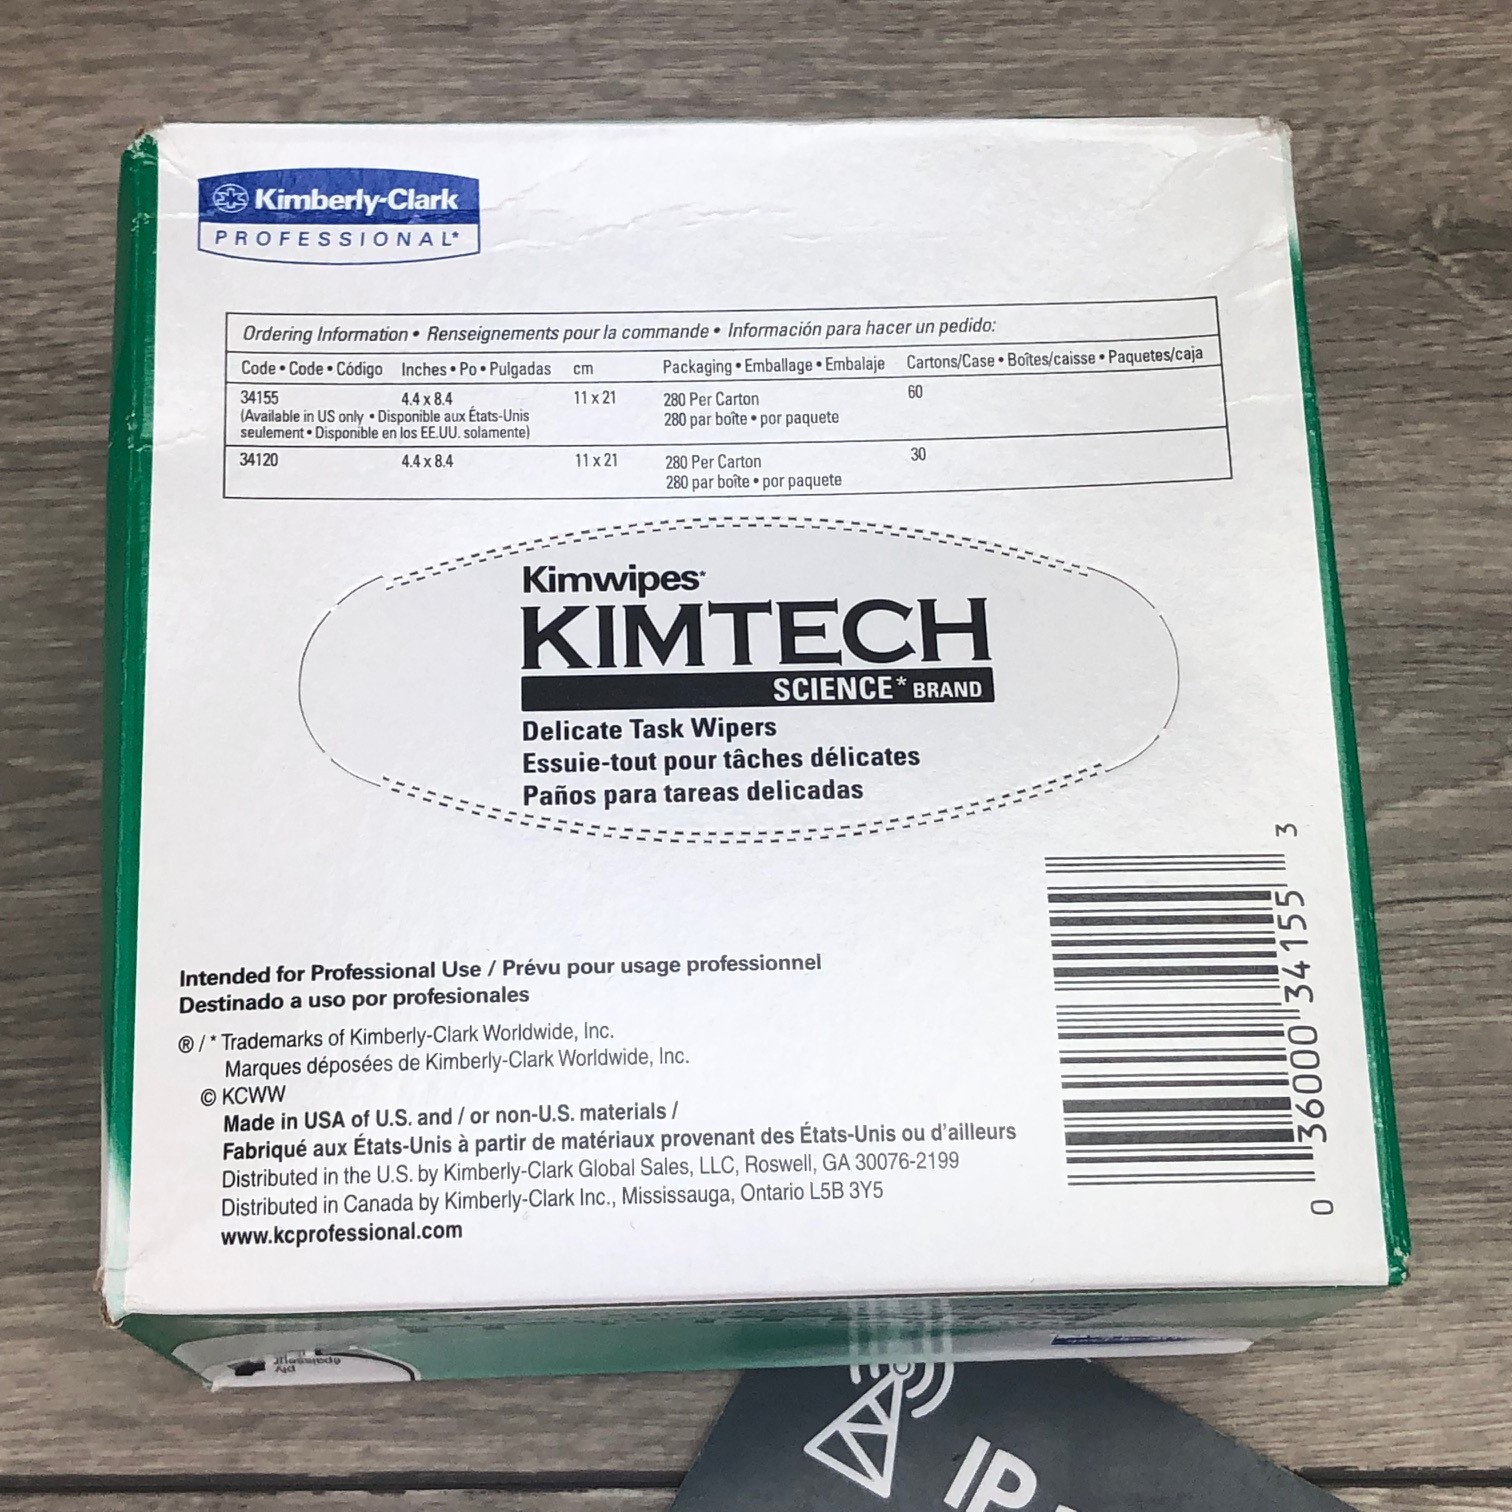 Kimberly-Clark
PROFESSIONAL*
Ordering Information • Renseignements pour la commande • Información para hacer un pedido:
Code • Code • Código Inches • Po • Pulgadas cm Packaging • Emballage • Embalaje Cartons/Case • Boîtes/caisse • Paquetes/caja
34155 4.4 x 8.4 11 x 21 280 Per Carton 60
(Available in US only • Disponible aux États-Unis 280 par boîte • por paquete
seulement • Disponible en los EE.UU. solamente)
34120 4.4 x 8.4 11 x 21 280 Per Carton 30
280 par boîte • por paquete
Kimwipes*
KIMTECH
SCIENCE* BRAND
Delicate Task Wipers
Essuie-tout pour tâches délicates
Paños para tareas delicadas
Intended for Professional Use / Prévu pour usage professionnel
Destinado a uso por profesionales
® / * Trademarks of Kimberly-Clark Worldwide, Inc.
Marques déposées de Kimberly-Clark Worldwide, Inc.
© KCWW
Made in USA of U.S. and / or non-U.S. materials /
Fabriqué aux États-Unis à partir de matériaux provenant des États-Unis ou d'ailleurs
Distributed in the U.S. by Kimberly-Clark Global Sales, LLC, Roswell, GA 30076-2199
Distributed in Canada by Kimberly-Clark Inc., Mississauga, Ontario L5B 3Y5
www.kcprofessional.com
0 36000 34155 3
IP